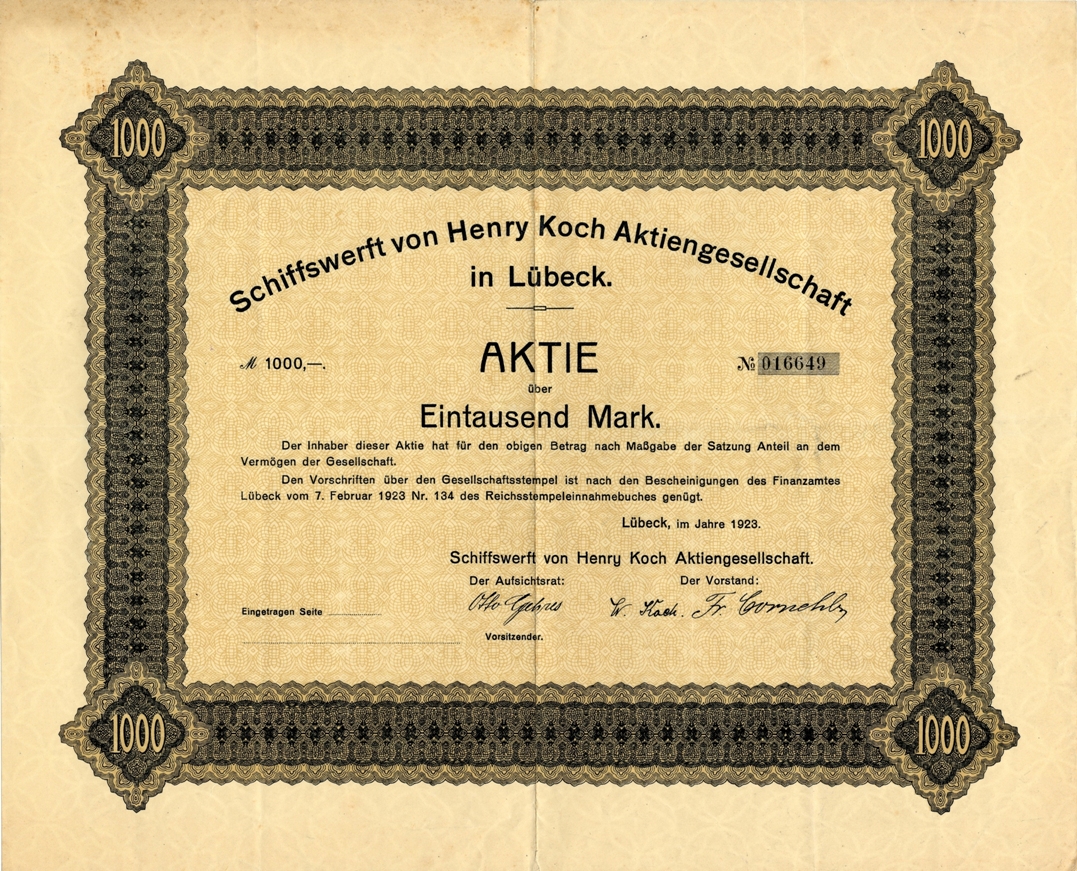 1000 1000
Schiffswerft von Henry Koch Aktiengesellschaft
in Lübeck.
ℳ 1000,—. AKTIE № 016649
über
Eintausend Mark.
Der Inhaber dieser Aktie hat für den obigen Betrag nach Maßgabe der Satzung Anteil an dem
Vermögen der Gesellschaft.
Den Vorschriften über den Gesellschaftsstempel ist nach den Bescheinigungen des Finanzamtes
Lübeck vom 7. Februar 1923 Nr. 134 des Reichsstempeleinnahmebuches genügt.
Lübeck, im Jahre 1923.
Schiffswerft von Henry Koch Aktiengesellschaft.
Der Aufsichtsrat: Der Vorstand:
Eingetragen Seite Otto W. Koch. Fr.
Vorsitzender.
1000 1000